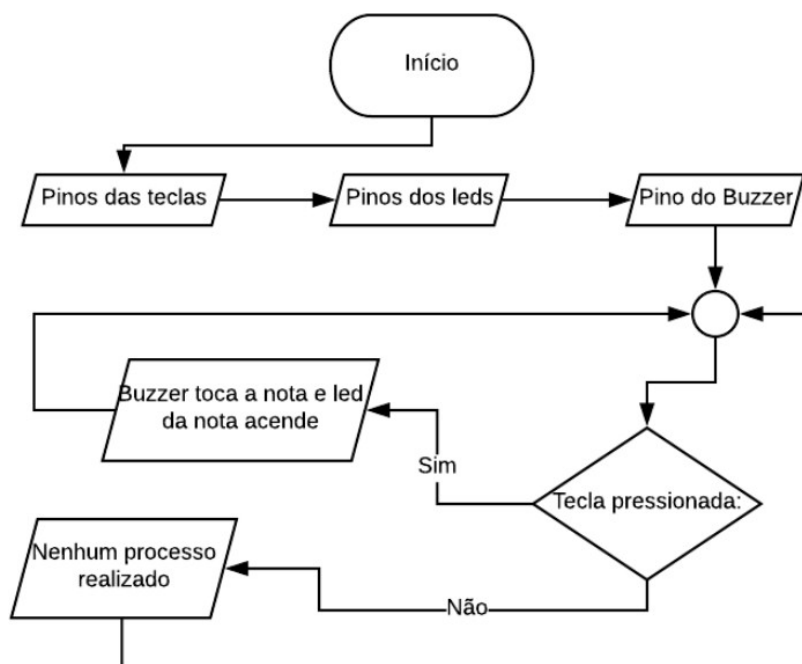 Início
Pinos das teclas
Pinos dos leds
Pino do Buzzer
Buzzer toca a nota e led
da nota acende
Sim
Tecla pressionada:
Nenhum processo
realizado
Não